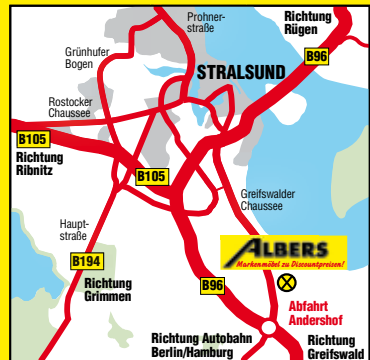 Prohner-
straße
Richtung
Rügen
Grünhufer
Bogen
B96
STRALSUND
Rostocker
Chaussee
B105
Richtung
Ribnitz
B105
Greifswalder
Chaussee
Haupt-
straße
ALBERS
Markenmöbel zu Discountpreisen!
B194
Richtung
Grimmen
B96
Abfahrt
Andershof
Richtung Autobahn
Berlin/Hamburg
Richtung
Greifswald